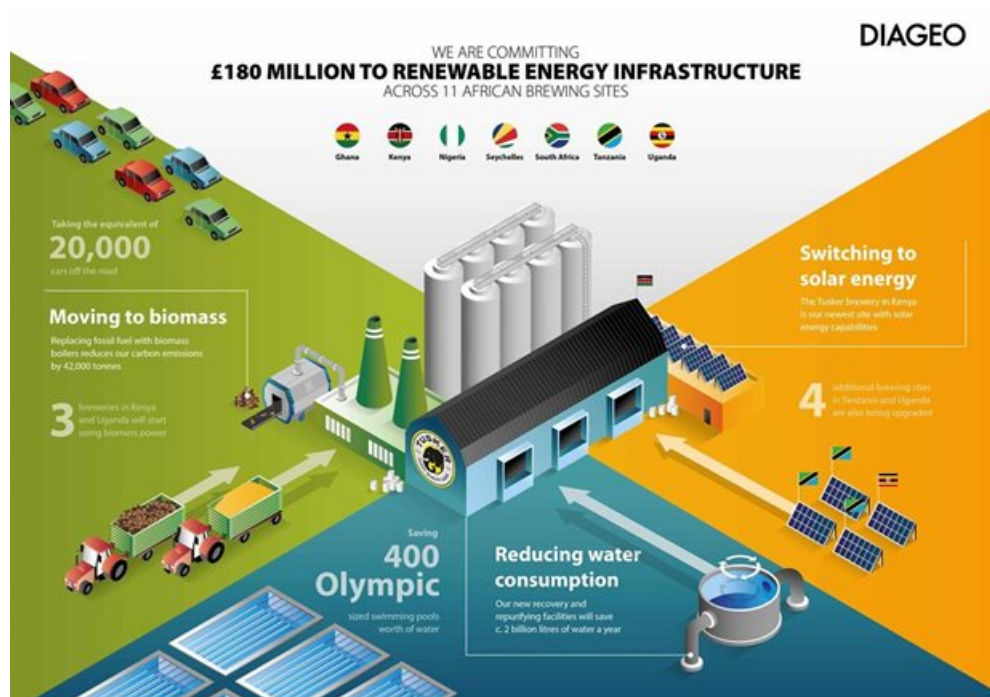 DIAGEO
WE ARE COMMITTING
£180 MILLION TO RENEWABLE ENERGY INFRASTRUCTURE
ACROSS 11 AFRICAN BREWING SITES
Ghana
Kenya
Nigeria
Seychelles
South Africa
Tanzania
Uganda
Taking the equivalent of
20,000
cars off the road
Moving to biomass
Replacing fossil fuel with biomass
boilers reduces our carbon emissions
by 42,000 tonnes
3
breweries in Kenya
and Uganda will start
using biomass power
Switching to
solar energy
The Tusker brewery in Kenya
is our newest site with solar
energy capabilities
4
additional brewing sites
in Tanzania and Uganda
are also being upgraded
TUSKER
Saving
400
Olympic
sized swimming pools
worth of water
Reducing water
consumption
Our new recovery and
repurifying facilities will save
c. 2 billion litres of water a year